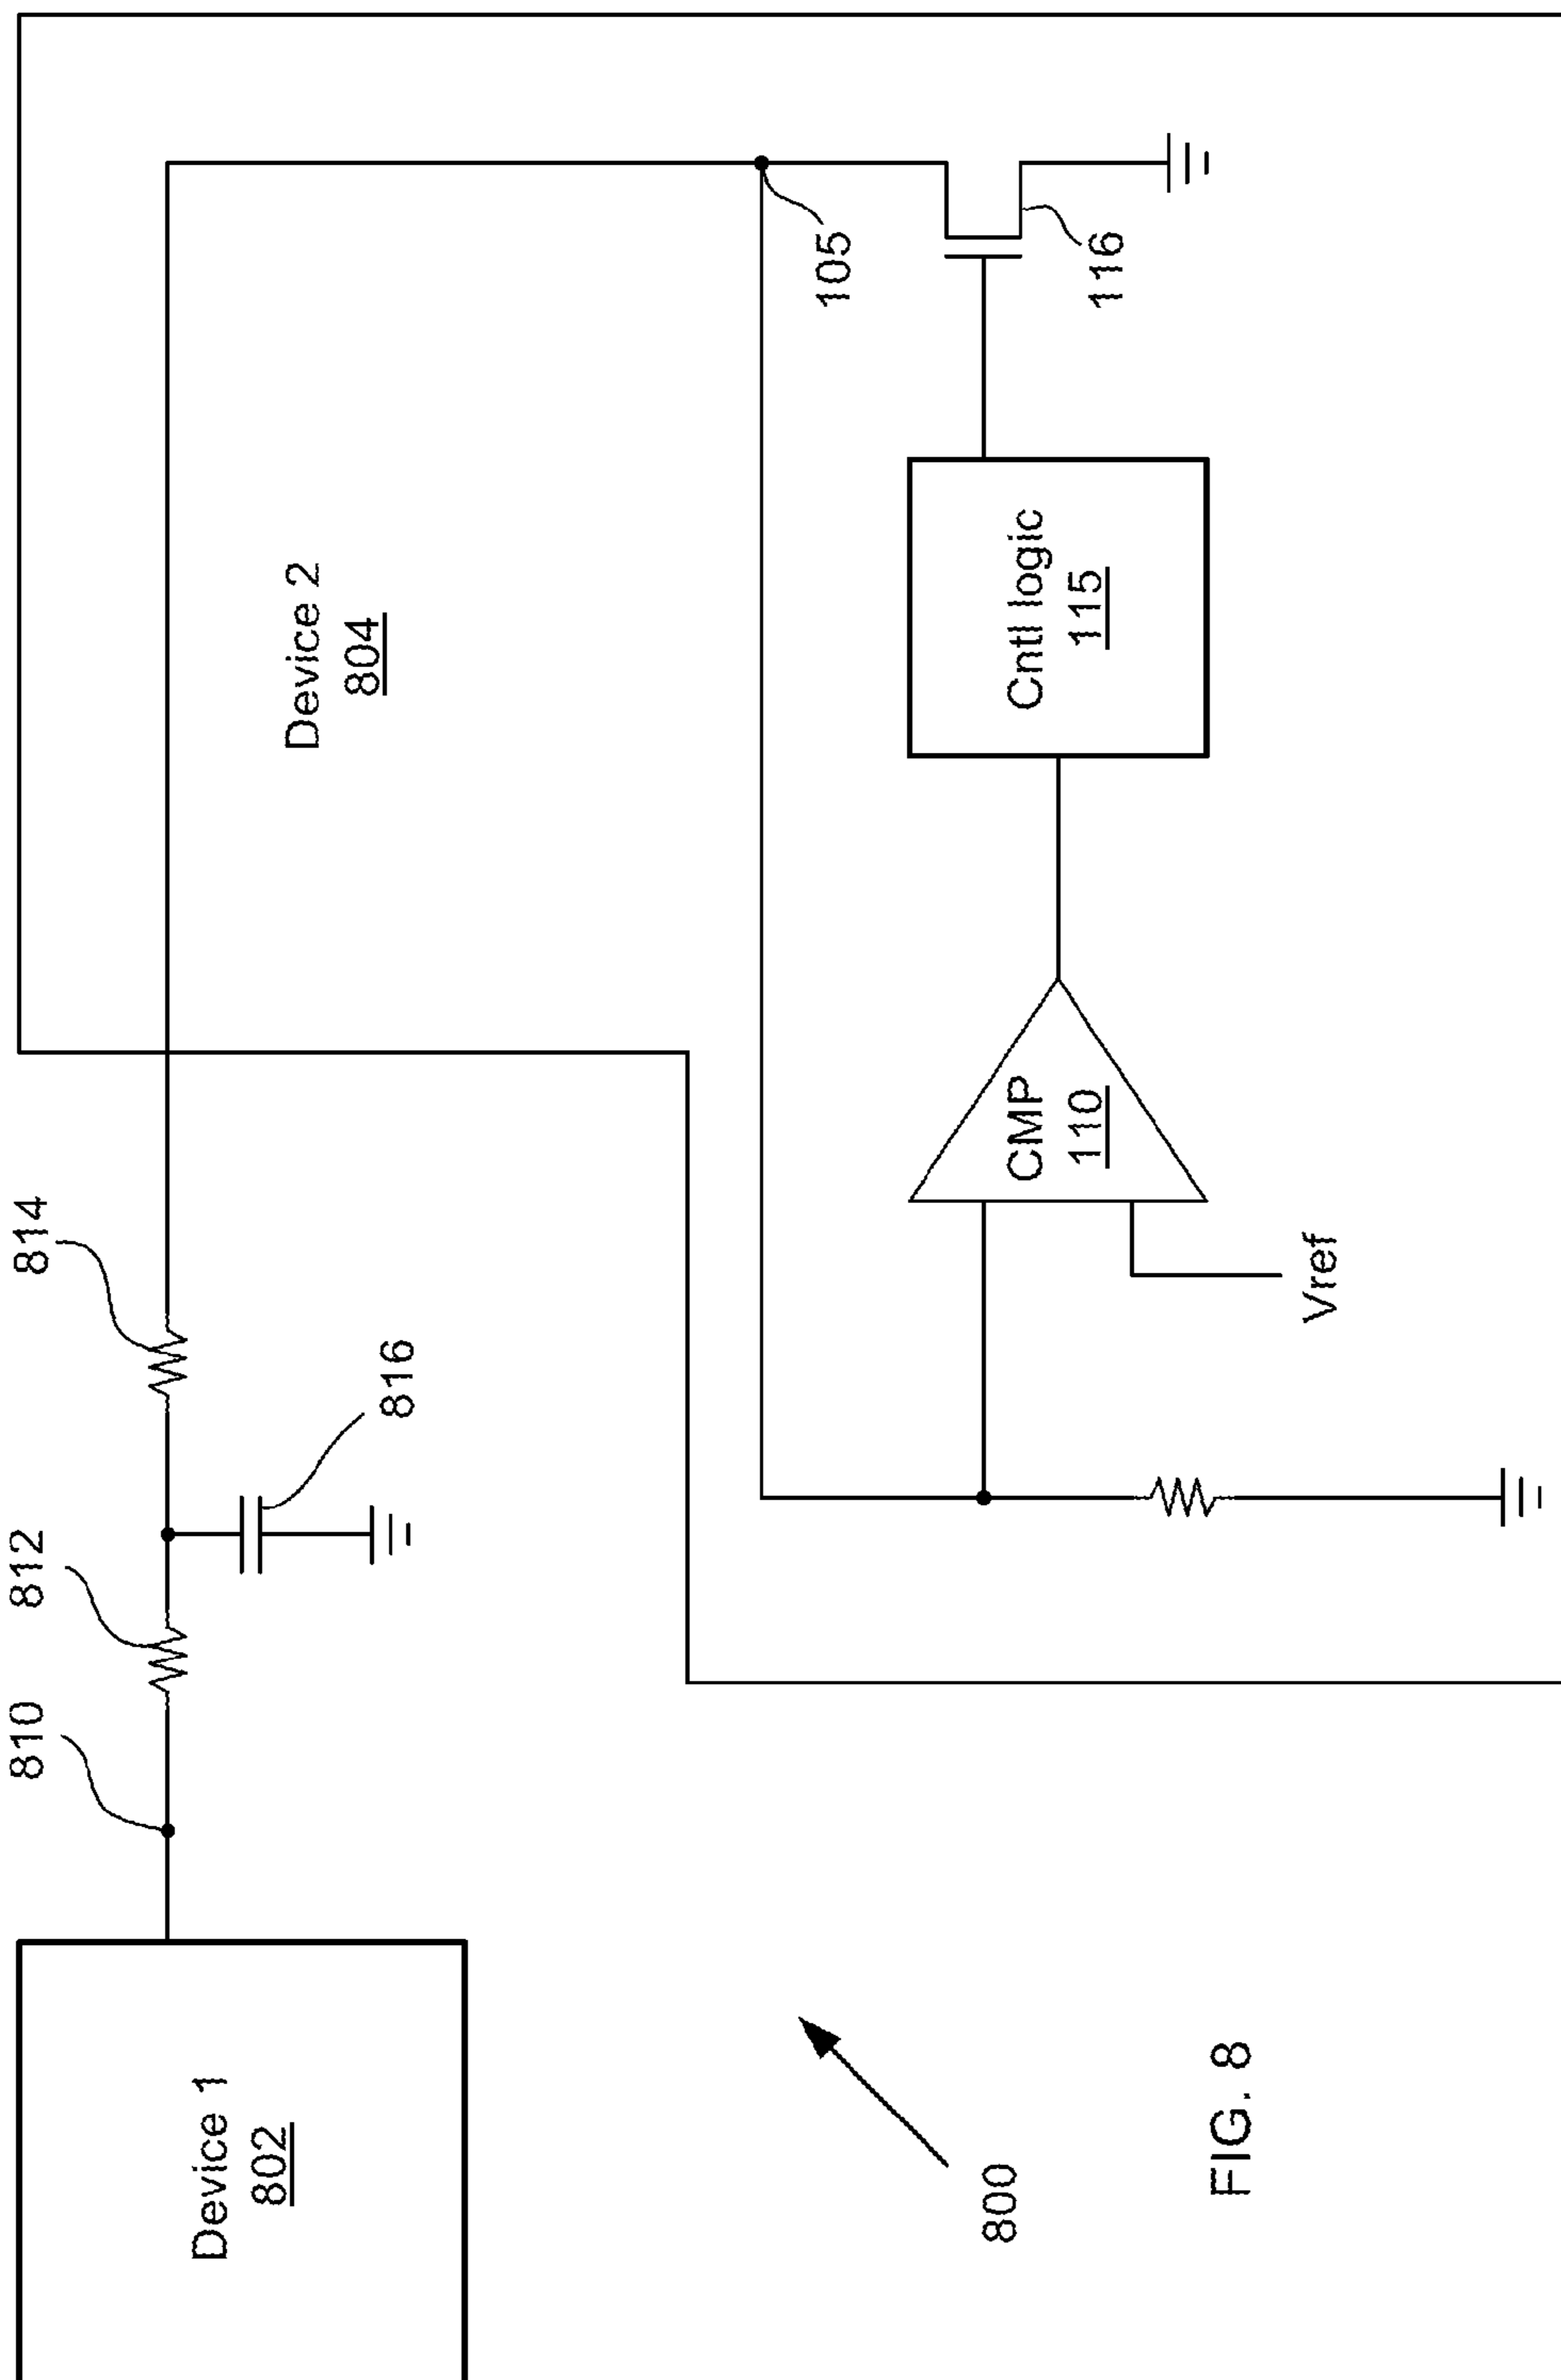 810
812
814
816
Device 1
802
Device 2
804
105
116
CMP
110
Cntl logic
115
Vref
800
FIG. 8